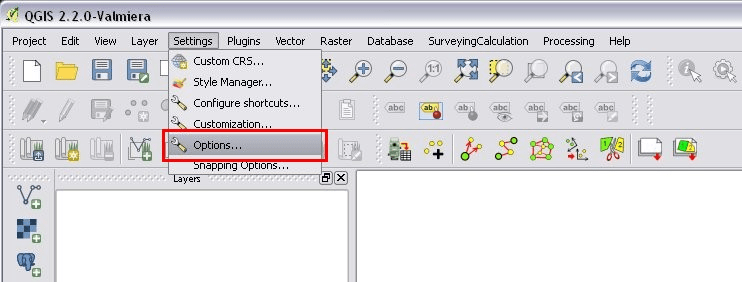 QGIS 2.2.0-Valmiera
Project Edit View Layer Settings Plugins Vector Raster Database SurveyingCalculation Processing Help
Custom CRS...
Style Manager...
Configure shortcuts...
Customization...
Options...
Snapping Options...
Layers
1:1
abc ab abc abc abc abc